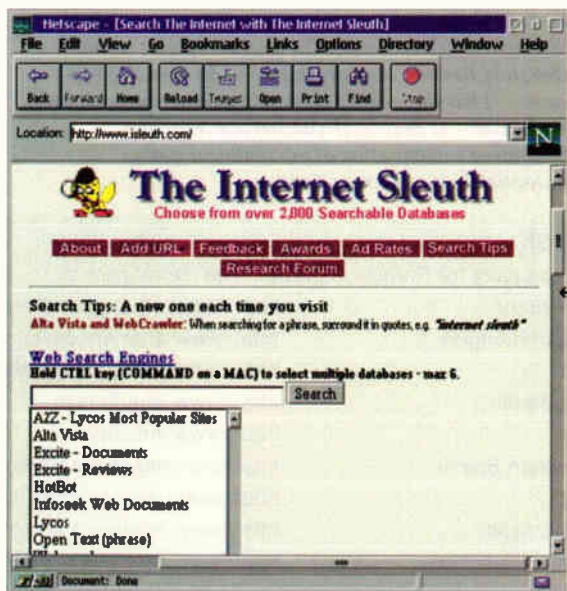 Netscape - [Search The Internet with The Internet Sleuth]
File Edit View Go Bookmarks Links Options Directory Window Help
Back Forward Home Reload Images Open Print Find Stop
Location: http://www.isleuth.com/ N
The Internet Sleuth
Choose from over 2,000 Searchable Databases
About Add URL Feedback Awards Ad Rates Search Tips
Research Forum
Search Tips: A new one each time you visit
Alta Vista and WebCrawler: When searching for a phrase, surround it in quotes, e.g. "internet sleuth"
Web Search Engines
Hold CTRL key (COMMAND on a MAC) to select multiple databases - max 6.
Search
AZZ - Lycos Most Popular Sites
Alta Vista
Excite - Documents
Excite - Reviews
HotBot
Infoseek Web Documents
Lycos
Open Text (phrase)
Document: Done